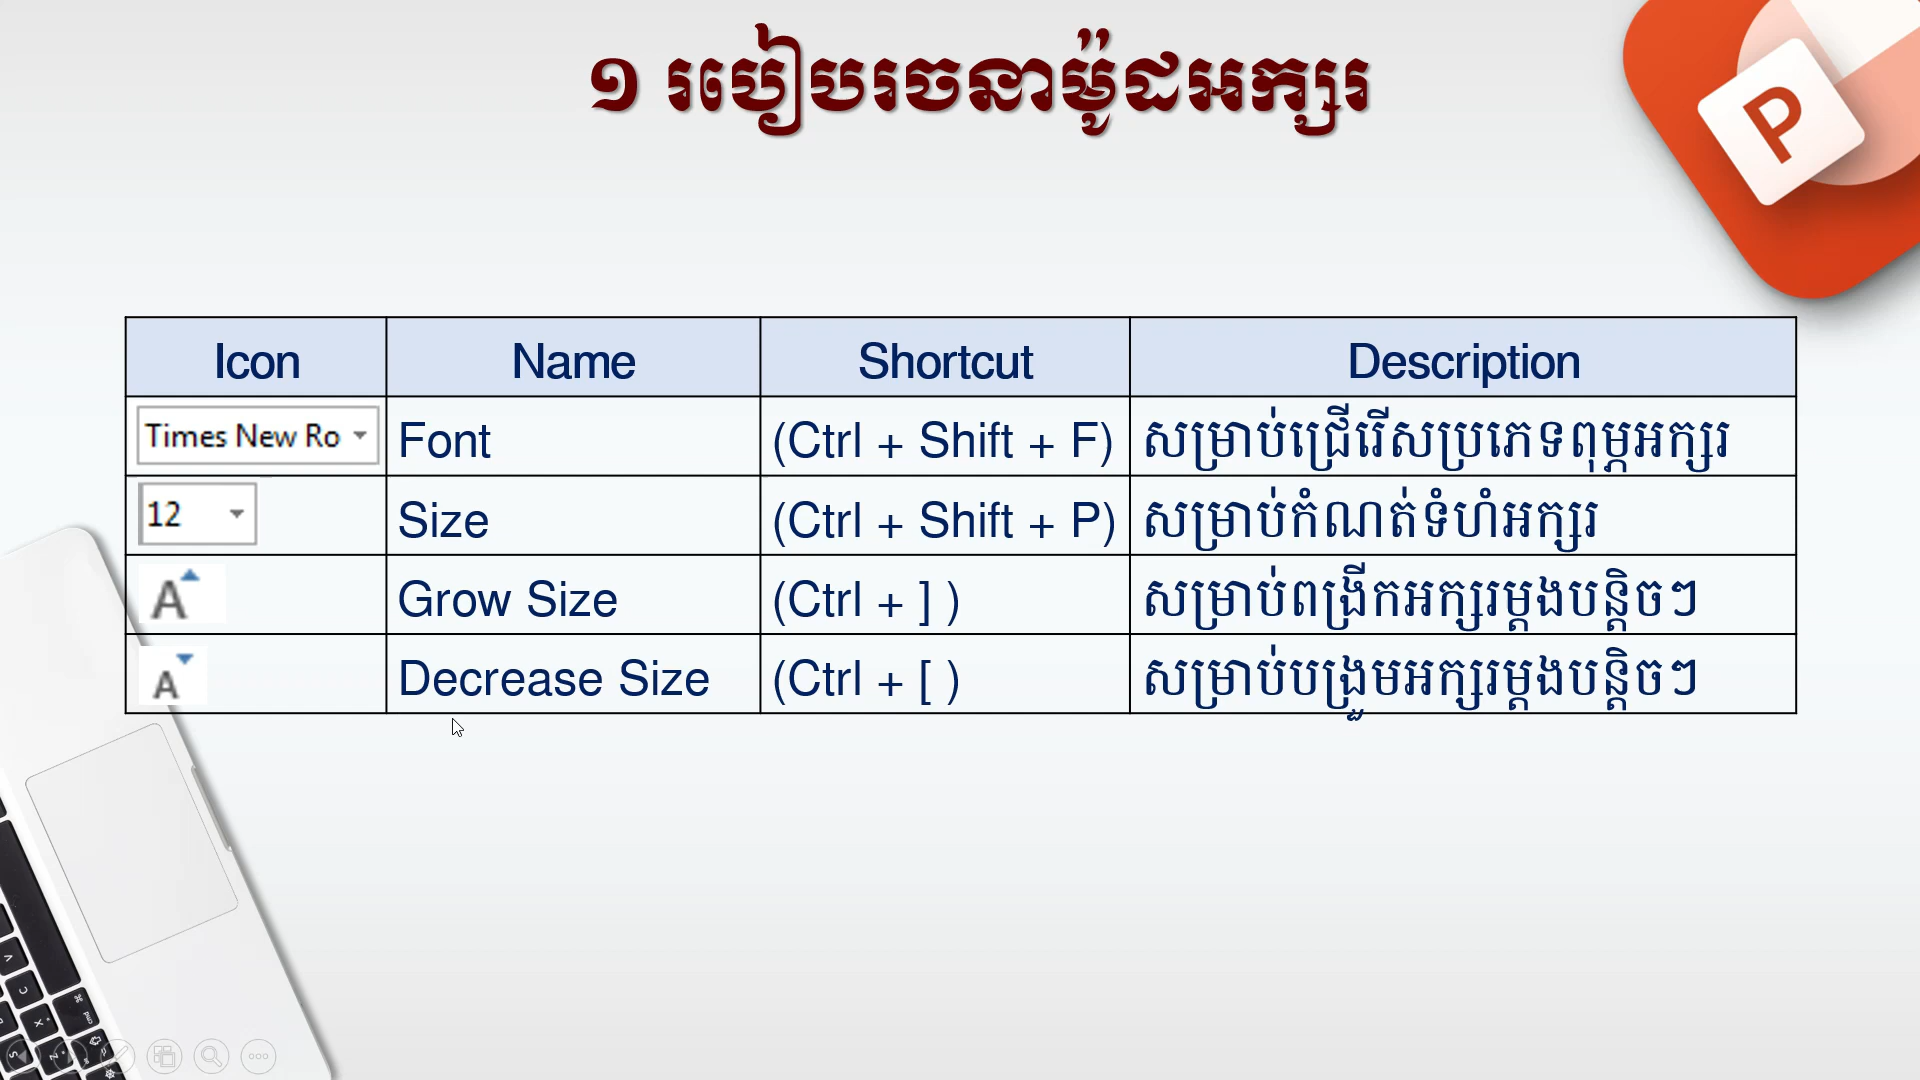 ១ របៀបរចនាម៉ូដអក្សរ
P
Icon Name Shortcut Description
Times New Ro Font (Ctrl + Shift + F) សម្រាប់ជ្រើរើសប្រភេទពុម្ភអក្សរ
12 Size (Ctrl + Shift + P) សម្រាប់កំណត់ទំហំអក្សរ
A Grow Size (Ctrl + ] ) សម្រាប់ពង្រីកអក្សរម្ដងបន្តិចៗ
A Decrease Size (Ctrl + [ ) សម្រាប់បង្រួមអក្សរម្ដងបន្តិចៗ